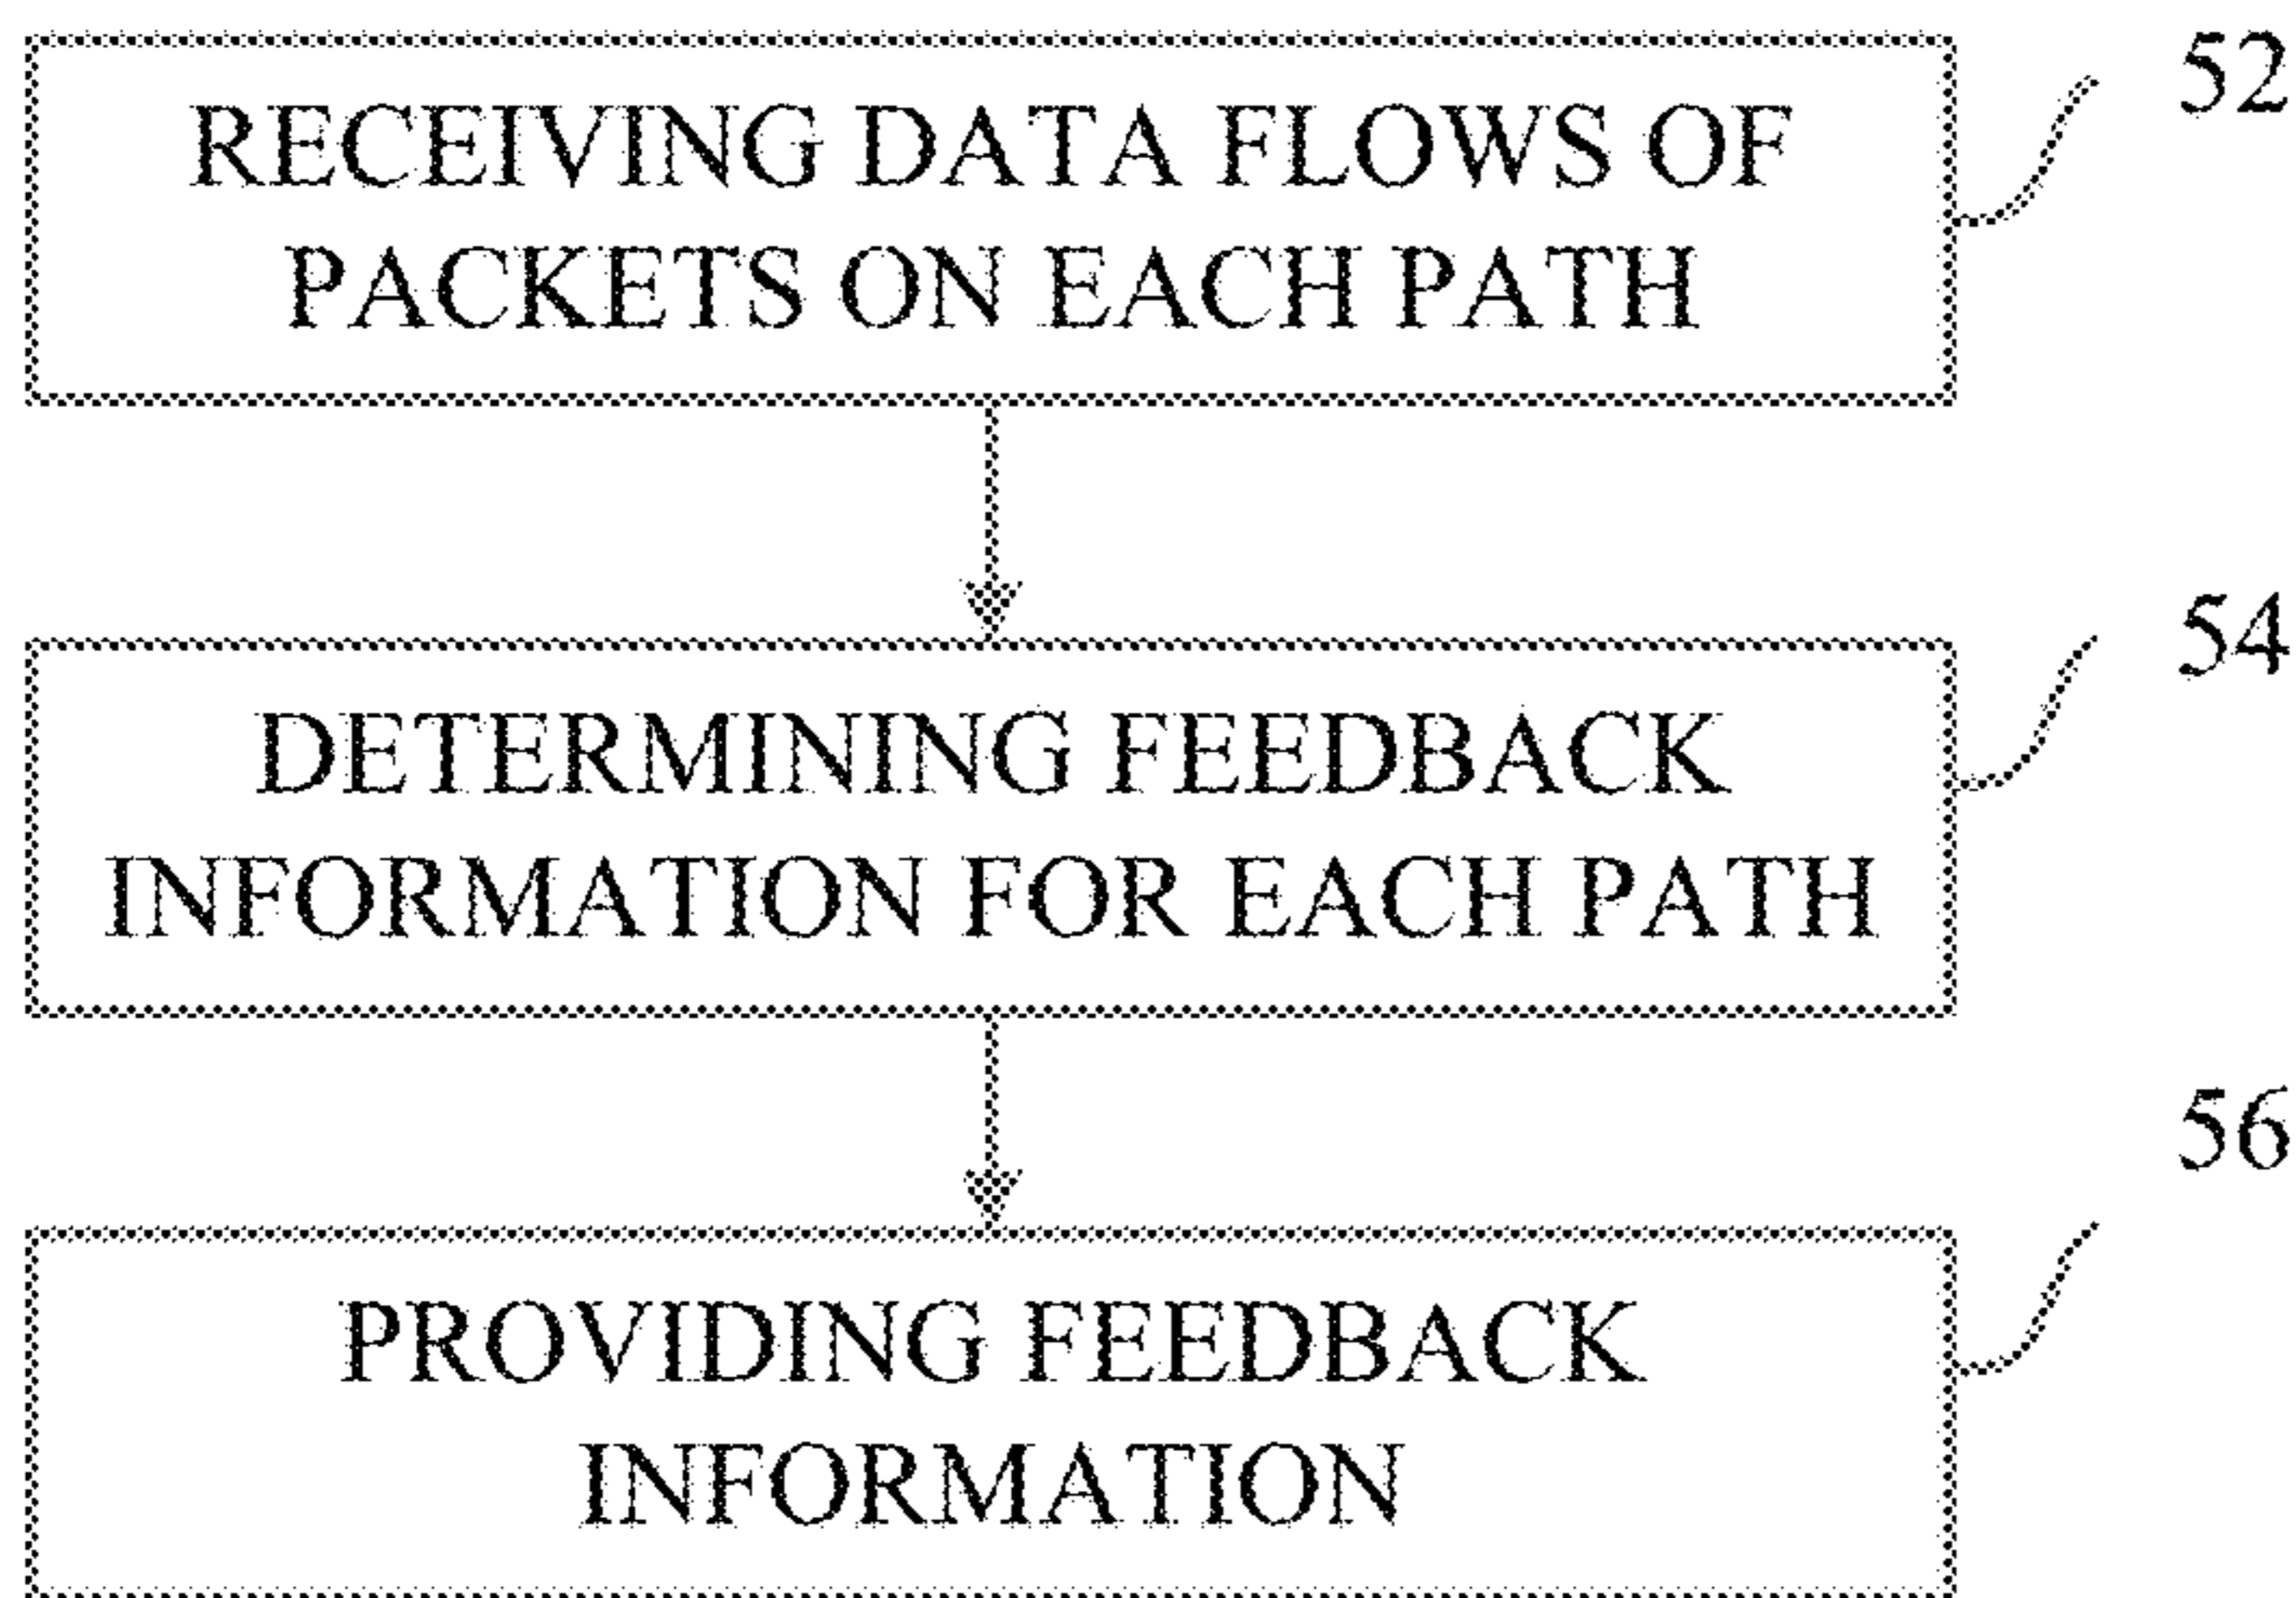 RECEIVING DATA FLOWS OF
PACKETS ON EACH PATH
52
DETERMINING FEEDBACK
INFORMATION FOR EACH PATH
54
PROVIDING FEEDBACK
INFORMATION
56